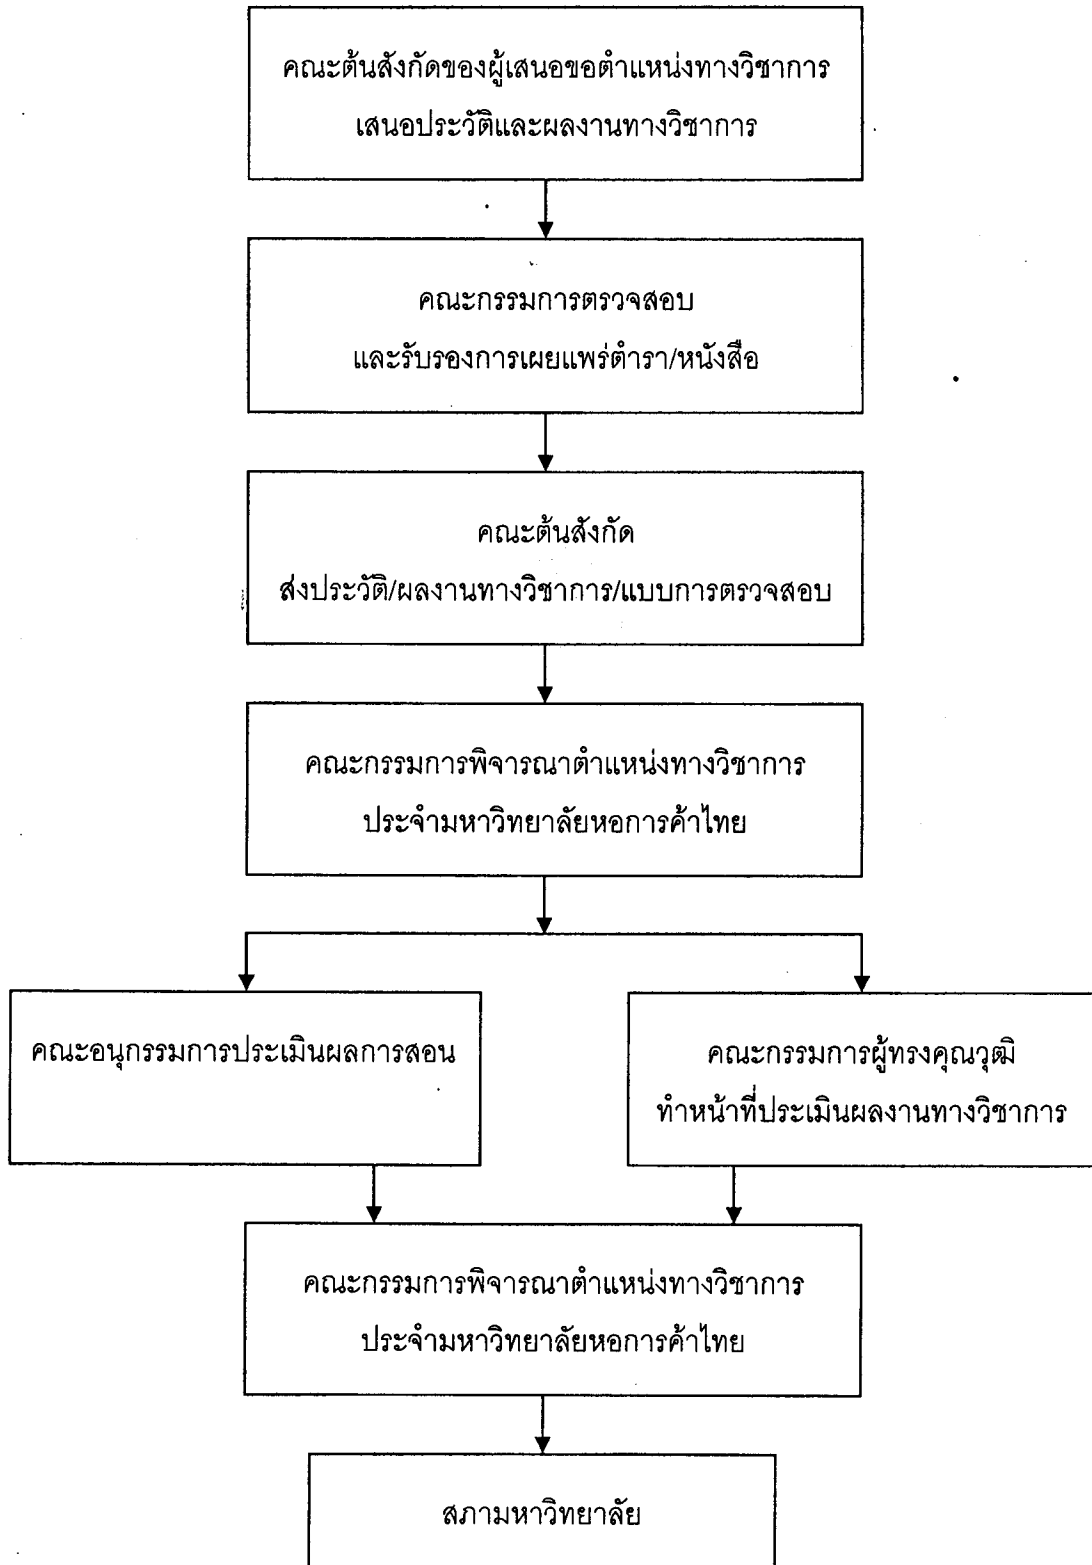 คณะต้นสังกัดของผู้เสนอขอตำแหน่งทางวิชาการ
เสนอประวัติและผลงานทางวิชาการ
คณะกรรมการตรวจสอบ
และรับรองการเผยแพร่ตำรา/หนังสือ
คณะต้นสังกัด
ส่งประวัติ/ผลงานทางวิชาการ/แบบการตรวจสอบ
คณะกรรมการพิจารณาตำแหน่งทางวิชาการ
ประจำมหาวิทยาลัยหอการค้าไทย
คณะอนุกรรมการประเมินผลการสอน
คณะกรรมการผู้ทรงคุณวุฒิ
ทำหน้าที่ประเมินผลงานทางวิชาการ
คณะกรรมการพิจารณาตำแหน่งทางวิชาการ
ประจำมหาวิทยาลัยหอการค้าไทย
สภามหาวิทยาลัย